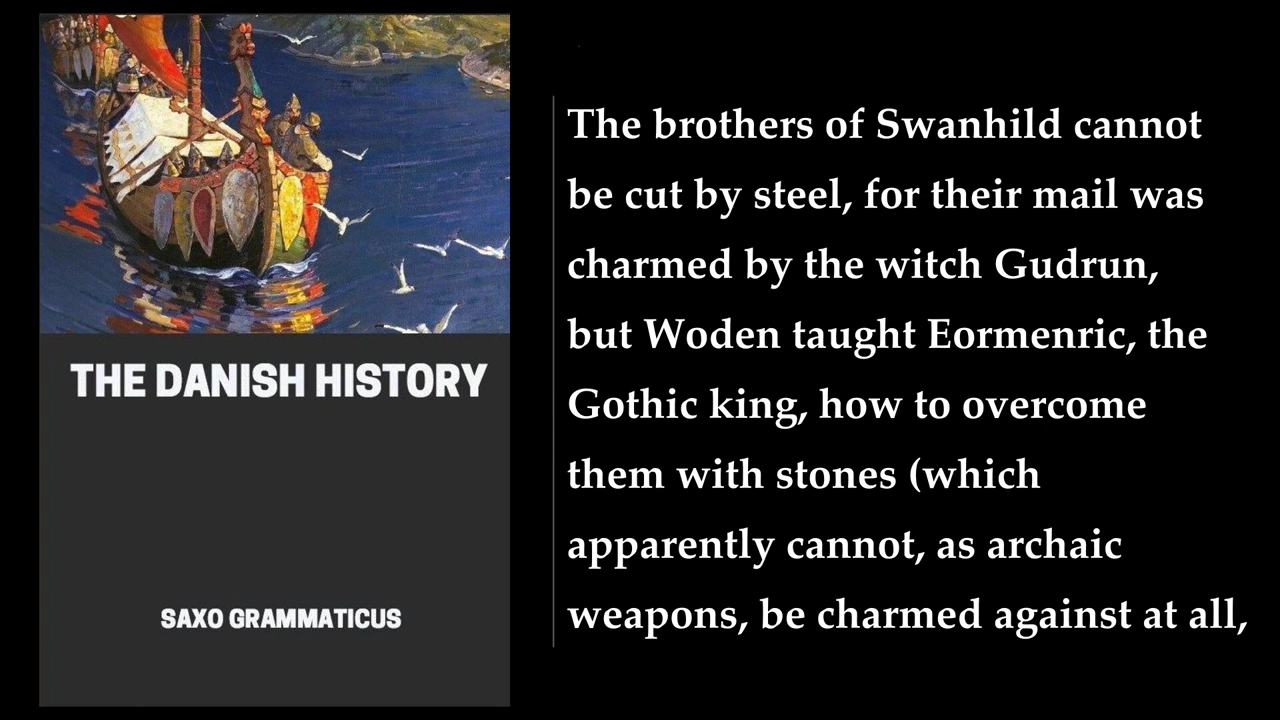 THE DANISH HISTORY
SAXO GRAMMATICUS
The brothers of Swanhild cannot
be cut by steel, for their mail was
charmed by the witch Gudrun,
but Woden taught Eormenric, the
Gothic king, how to overcome
them with stones (which
apparently cannot, as archaic
weapons, be charmed against at all,